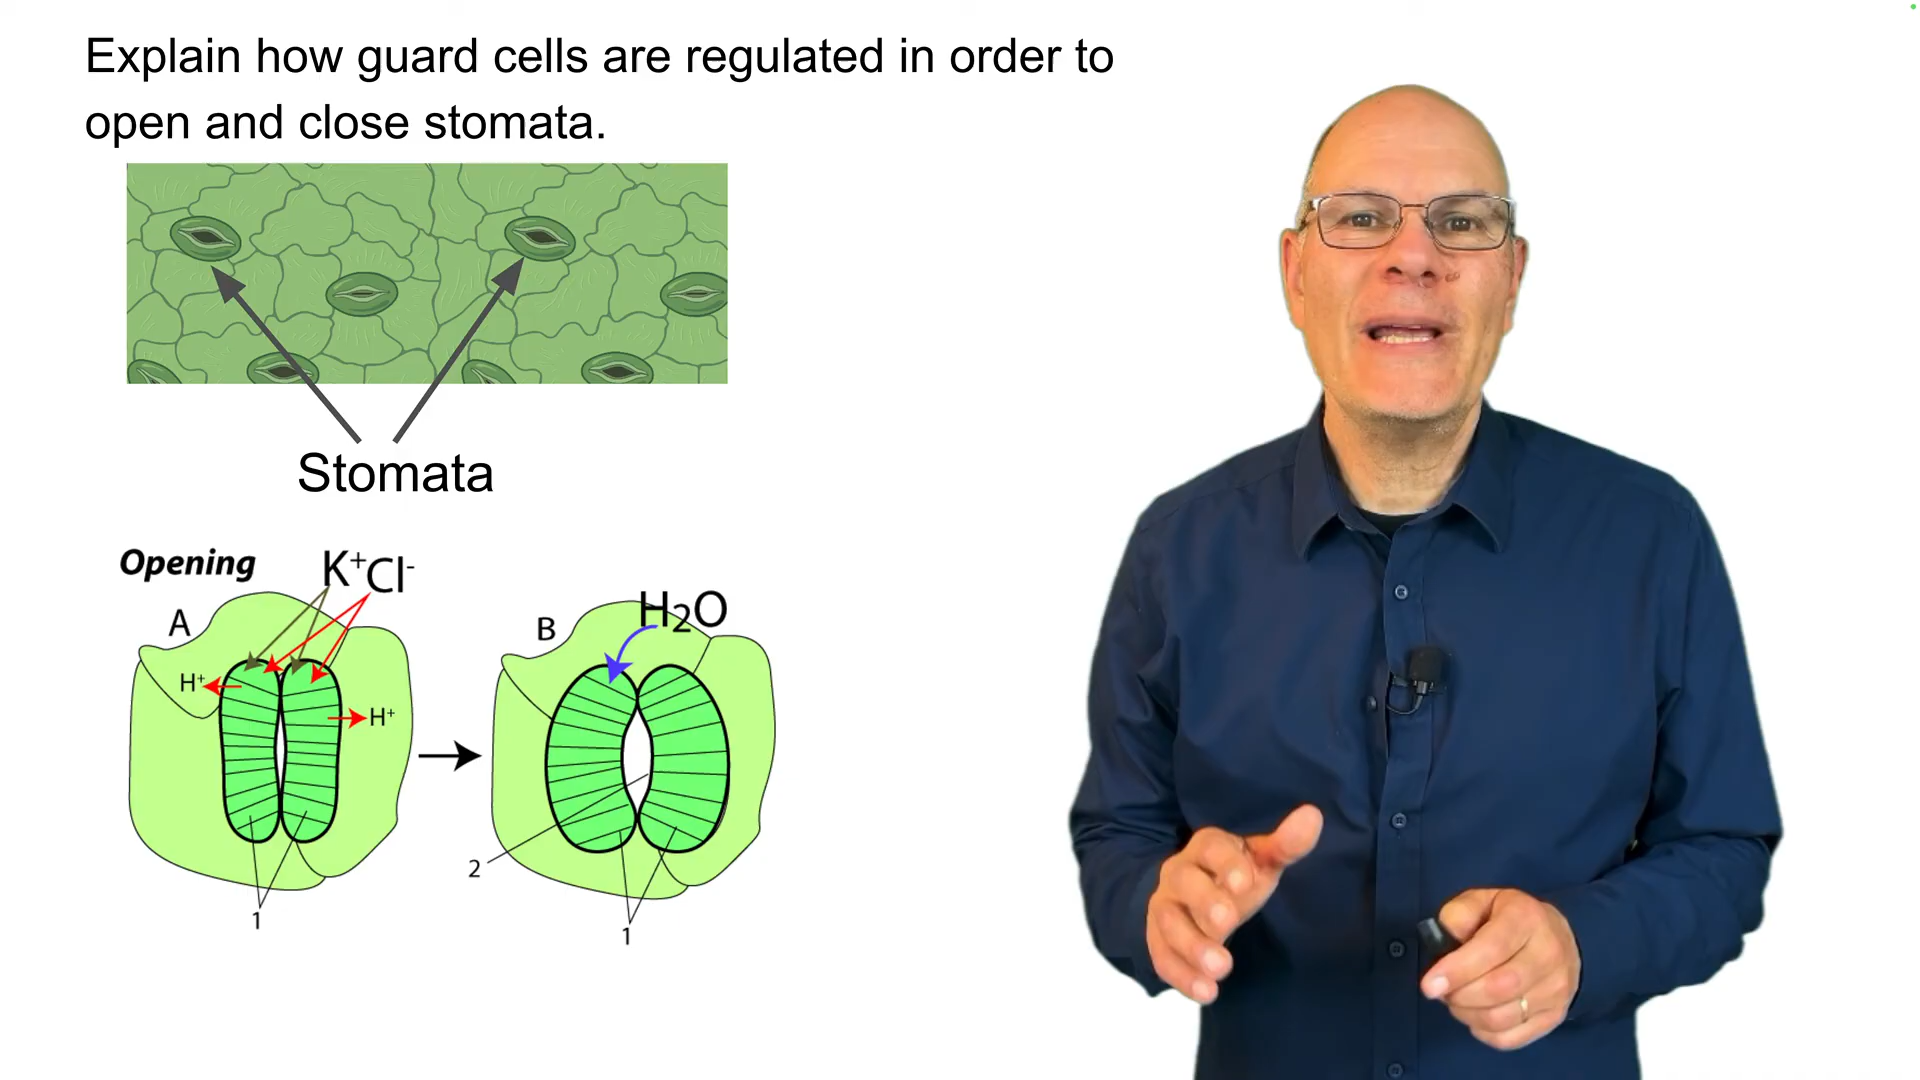 Explain how guard cells are regulated in order to
open and close stomata.
Stomata
Opening
K⁺Cl⁻
A
H⁺
H⁺
1
B
H₂O
2
1